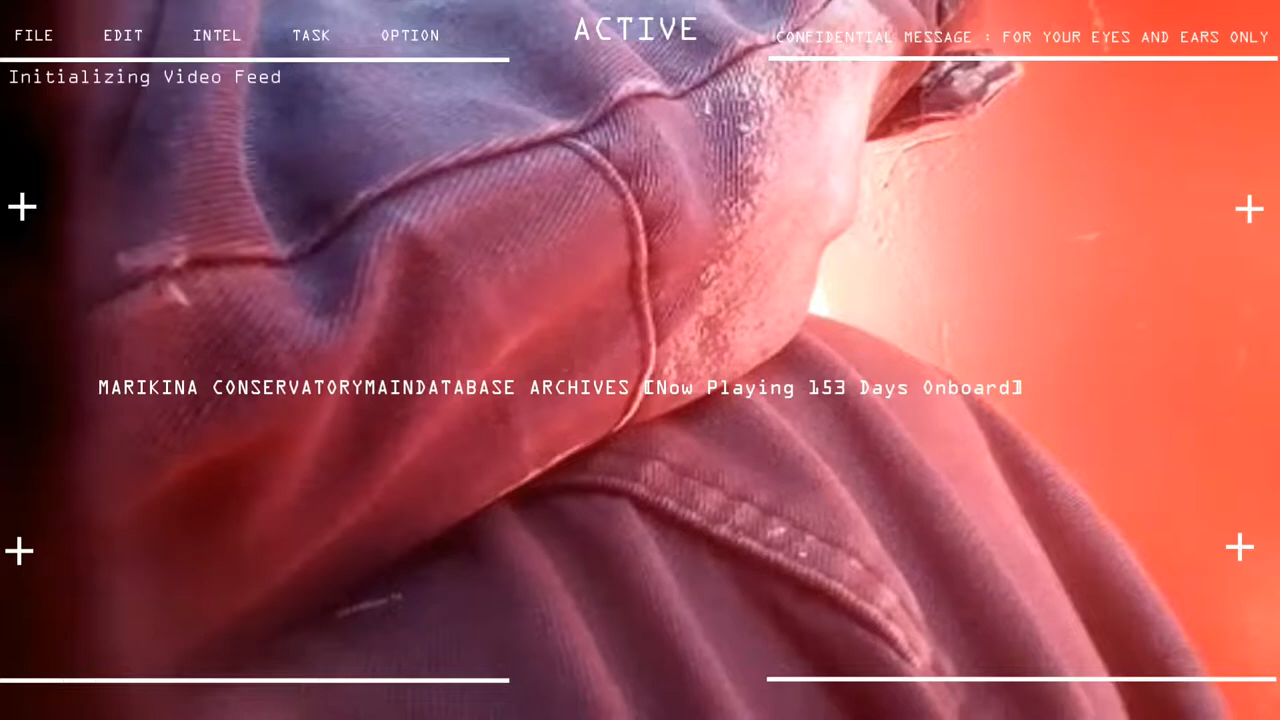 FILE EDIT INTEL TASK OPTION
ACTIVE
CONFIDENTIAL MESSAGE : FOR YOUR EYES AND EARS ONLY
Initializing Video Feed
MARIKINA CONSERVATORYMAINDATABASE ARCHIVES [Now Playing 153 Days Onboard]